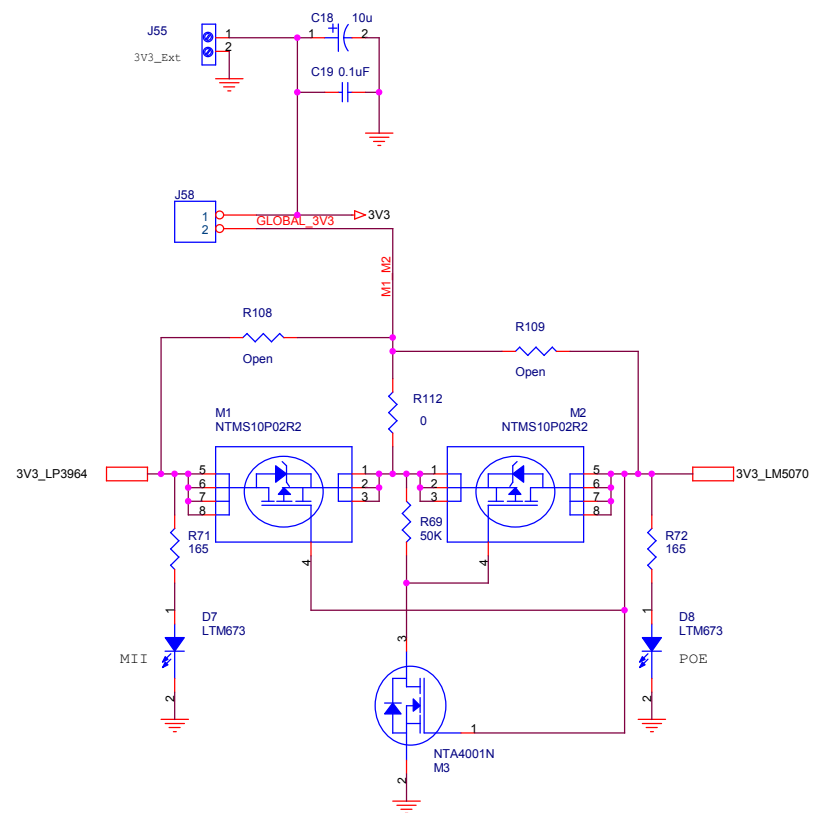 J55
3V3_Ext
1
2
C18 10u
1 2
C19 0.1uF
J58
1
2
GLOBAL_3V3
3V3
M1_M2
R108
Open
R109
Open
R112
0
M1
NTMS10P02R2
M2
NTMS10P02R2
3V3_LP3964
5
6
7
8
1
2
3
4
1
2
3
5
6
7
8
4
3V3_LM5070
R69
50K
R71
165
R72
165
1
D7
LTM673
MII
2
1
D8
LTM673
POE
2
3
1
2
NTA4001N
M3